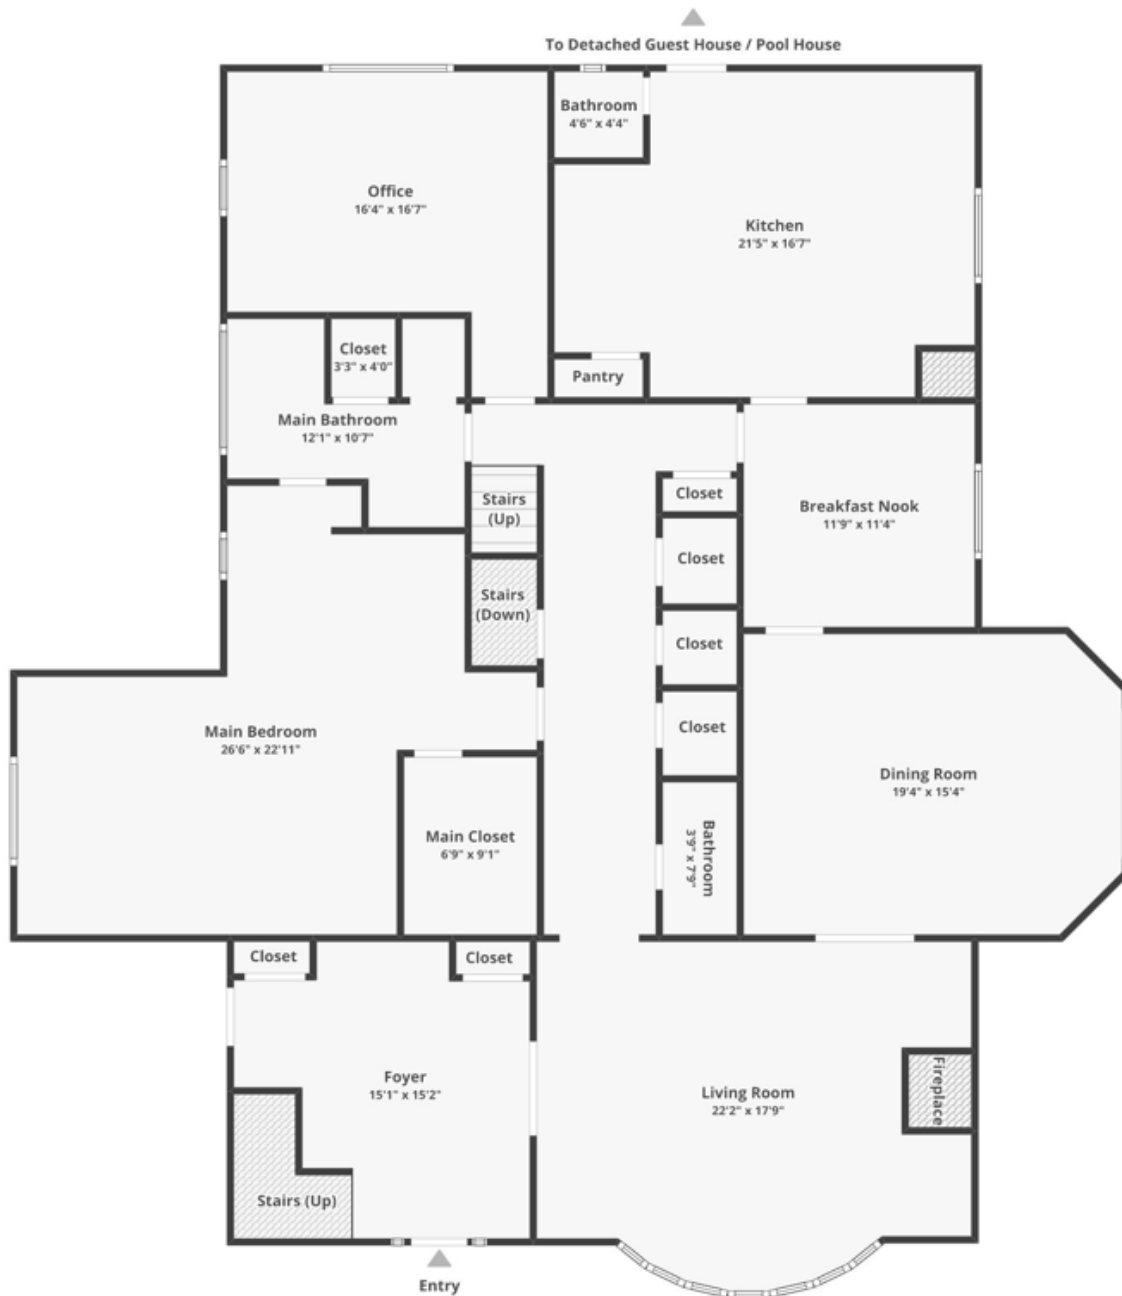 To Detached Guest House / Pool House
Bathroom
4'6" x 4'4"
Office
16'4" x 16'7"
Kitchen
21'5" x 16'7"
Closet
3'3" x 4'0"
Pantry
Main Bathroom
12'1" x 10'7"
Stairs
(Up)
Closet
Breakfast Nook
11'9" x 11'4"
Closet
Stairs
(Down)
Closet
Main Bedroom
26'6" x 22'11"
Closet
Dining Room
19'4" x 15'4"
Main Closet
6'9" x 9'1"
Bathroom
3'9" x 7'9"
Closet
Closet
Foyer
15'1" x 15'2"
Living Room
22'2" x 17'9"
Fireplace
Stairs (Up)
Entry